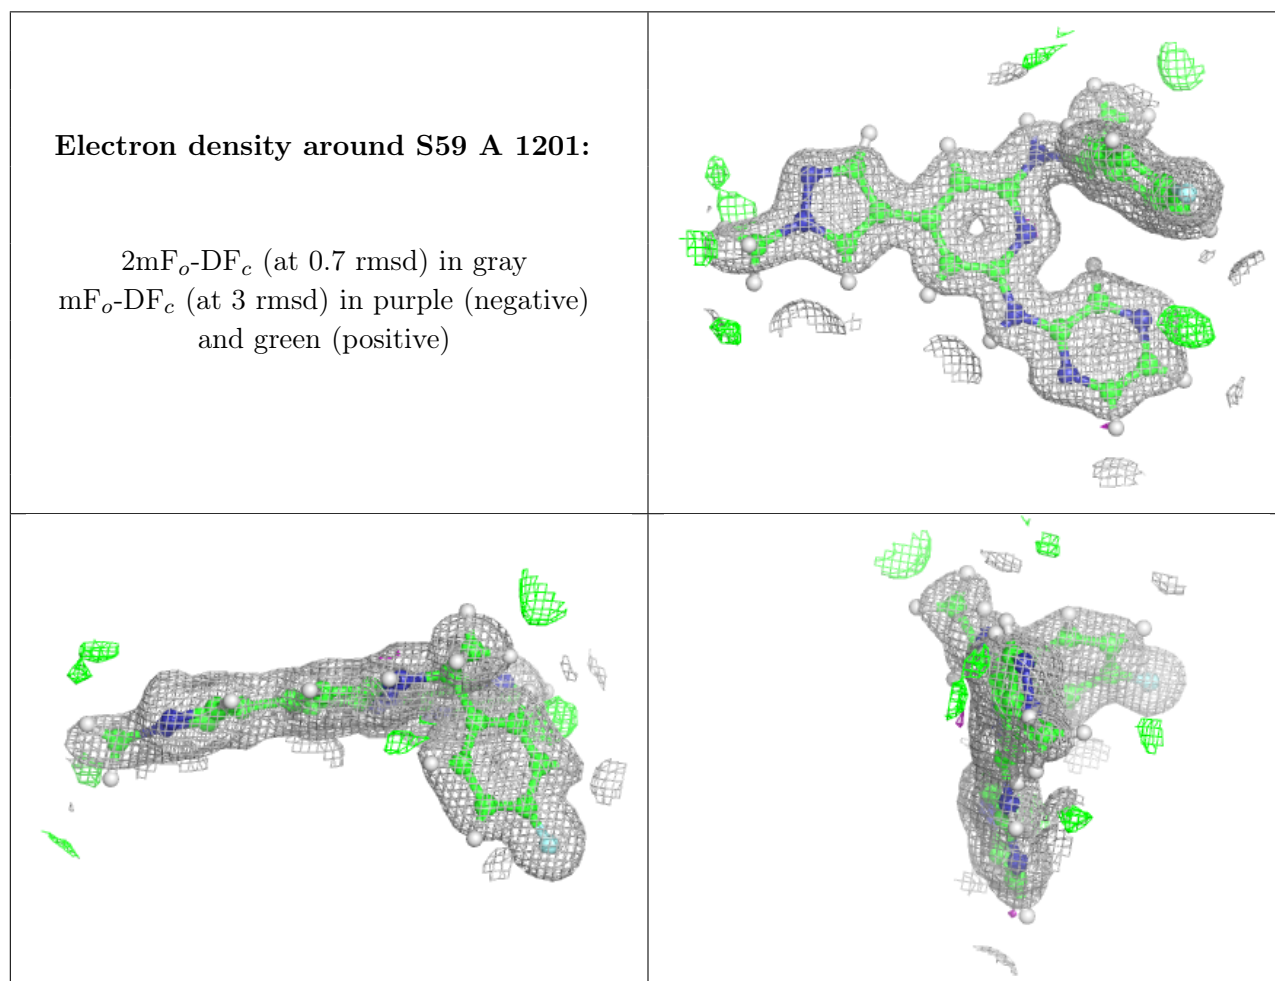 Electron density around S59 A 1201:
2mFo-DFc (at 0.7 rmsd) in gray
mFo-DFc (at 3 rmsd) in purple (negative)
and green (positive)